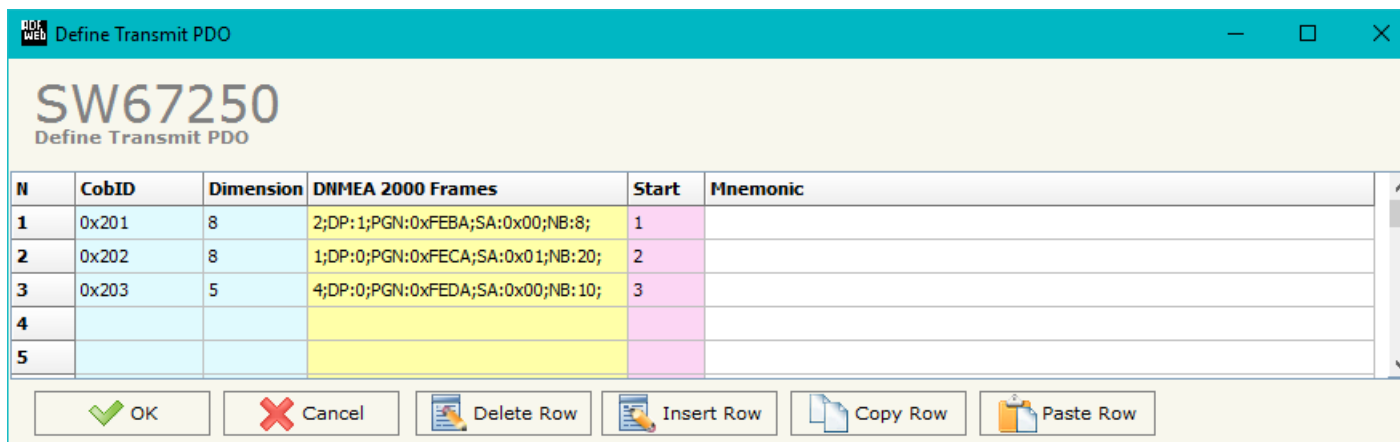 ADF WEB Define Transmit PDO
SW67250
Define Transmit PDO
N CobID Dimension DNMEA 2000 Frames Start Mnemonic
1 0x201 8 2;DP:1;PGN:0xFEBA;SA:0x00;NB:8; 1
2 0x202 8 1;DP:0;PGN:0xFECA;SA:0x01;NB:20; 2
3 0x203 5 4;DP:0;PGN:0xFEDA;SA:0x00;NB:10; 3
4
5
OK Cancel Delete Row Insert Row Copy Row Paste Row